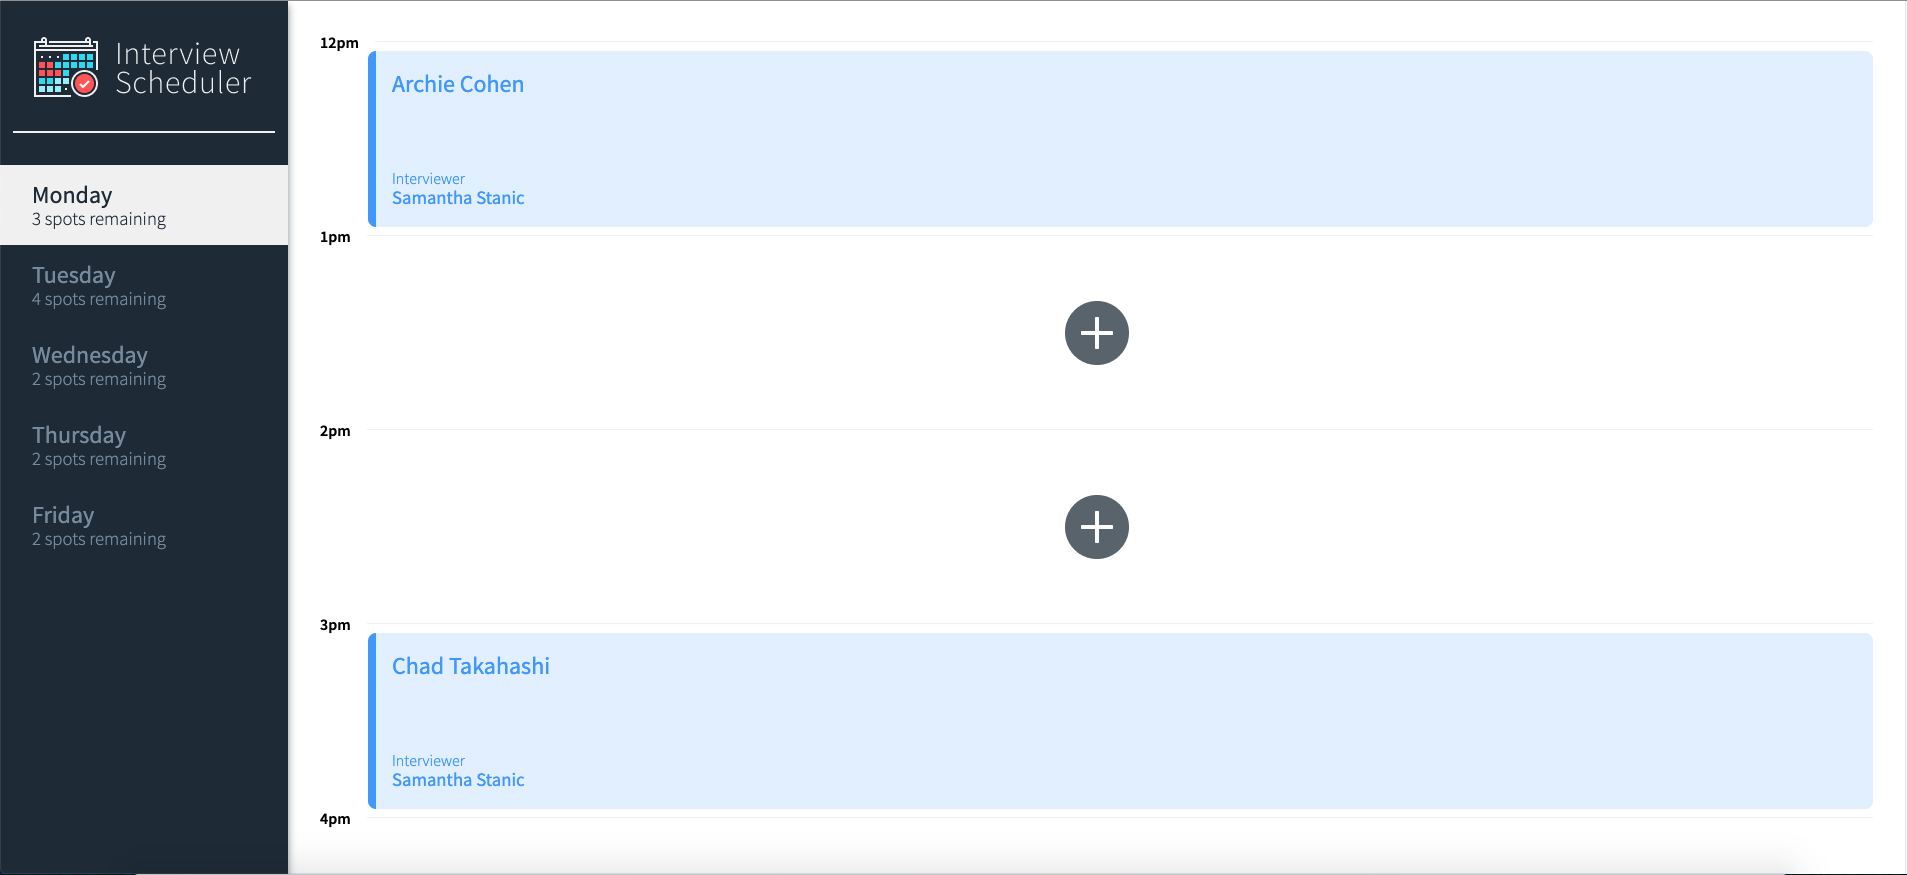 Interview
Scheduler
Monday
3 spots remaining
Tuesday
4 spots remaining
Wednesday
2 spots remaining
Thursday
2 spots remaining
Friday
2 spots remaining
12pm
Archie Cohen
Interviewer
Samantha Stanic
1pm
2pm
3pm
Chad Takahashi
Interviewer
Samantha Stanic
4pm